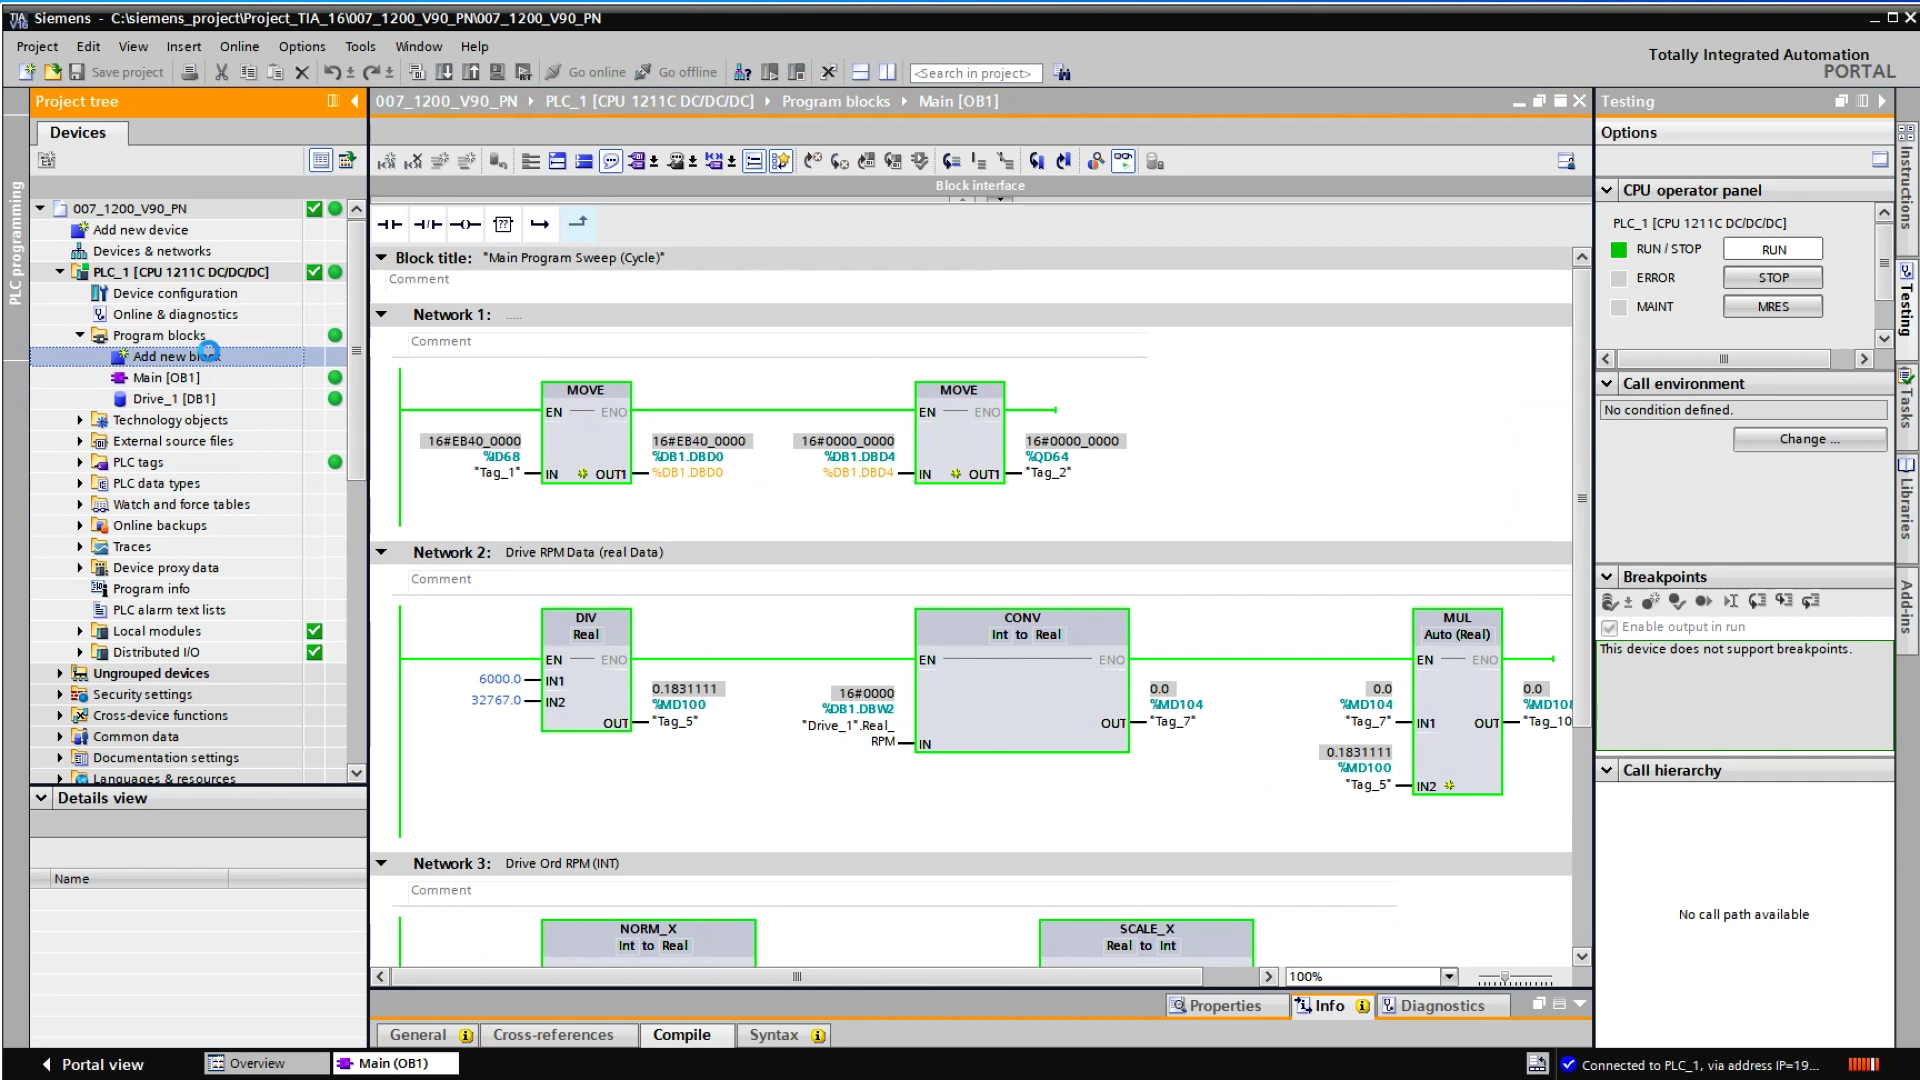 Siemens - C:\siemens_project\Project_TIA_16\007_1200_V90_PN\007_1200_V90_PN
Project Edit View Insert Online Options Tools Window Help
Totally Integrated Automation
PORTAL
Save project
Go online
Go offline
<Search in project>
Project tree
007_1200_V90_PN
PLC_1 [CPU 1211C DC/DC/DC]
Program blocks
Main [OB1]
Testing
Devices
Options
PLC programming
Block interface
007_1200_V90_PN
Add new device
Devices & networks
PLC_1 [CPU 1211C DC/DC/DC]
Device configuration
Online & diagnostics
Program blocks
Add new block
Main [OB1]
Drive_1 [DB1]
Technology objects
External source files
PLC tags
PLC data types
Watch and force tables
Online backups
Traces
Device proxy data
Program info
PLC alarm text lists
Local modules
Distributed I/O
Ungrouped devices
Security settings
Cross-device functions
Common data
Documentation settings
Languages & resources
Details view
Name
Block title: "Main Program Sweep (Cycle)"
Comment
Network 1: .....
Comment
MOVE
EN
ENO
16#EB40_0000
%ID68
"Tag_1"
IN
OUT1
16#EB40_0000
%DB1.DBD0
%DB1.DBD0
MOVE
EN
ENO
16#0000_0000
%DB1.DBD4
%DB1.DBD4
IN
OUT1
16#0000_0000
%QD64
"Tag_2"
Network 2: Drive RPM Data (real Data)
Comment
DIV
Real
EN
ENO
6000.0
IN1
32767.0
IN2
OUT
0.1831111
%MD100
"Tag_5"
CONV
Int to Real
EN
ENO
16#0000
%DB1.DBW2
"Drive_1".Real_
RPM
IN
OUT
0.0
%MD104
"Tag_7"
MUL
Auto (Real)
EN
ENO
0.0
%MD104
"Tag_7"
IN1
OUT
0.1831111
%MD100
"Tag_5"
IN2
0.0
%MD108
"Tag_10
Network 3: Drive Ord RPM (INT)
Comment
NORM_X
Int to Real
SCALE_X
Real to Int
100%
Properties
Info
Diagnostics
General
Cross-references
Compile
Syntax
CPU operator panel
PLC_1 [CPU 1211C DC/DC/DC]
RUN / STOP
RUN
ERROR
STOP
MAINT
MRES
Call environment
No condition defined.
Change ...
Breakpoints
Enable output in run
This device does not support breakpoints.
Call hierarchy
No call path available
Instructions
Testing
Tasks
Libraries
Add-ins
Portal view
Overview
Main (OB1)
Connected to PLC_1, via address IP=19...